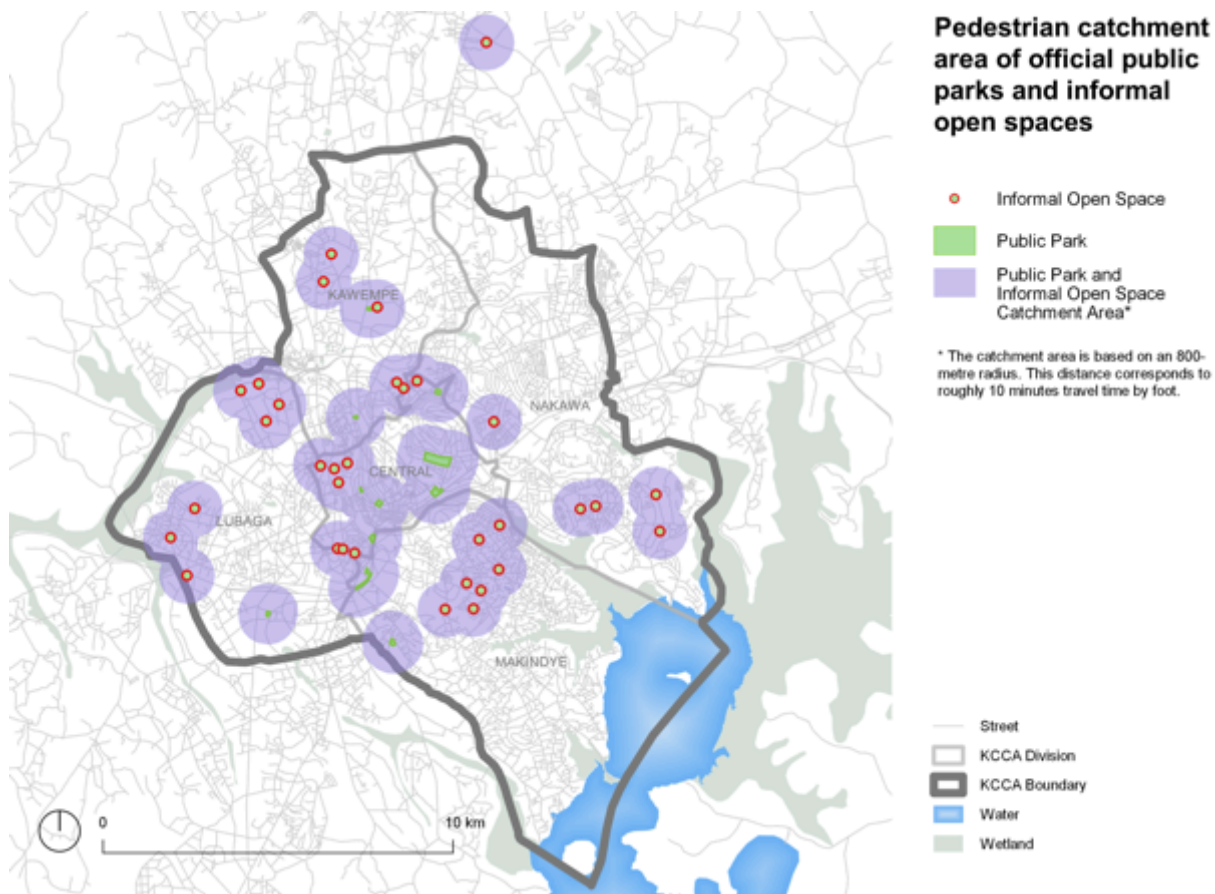 Pedestrian catchment
area of official public
parks and informal
open spaces
Informal Open Space
Public Park
Public Park and
Informal Open Space
Catchment Area*
* The catchment area is based on an 800-
metre radius. This distance corresponds to
roughly 10 minutes travel time by foot.
KAWEMPE
NAKAWA
CENTRAL
LUBAGA
MAKINDYE
0
10 km
Street
KCCA Division
KCCA Boundary
Water
Wetland